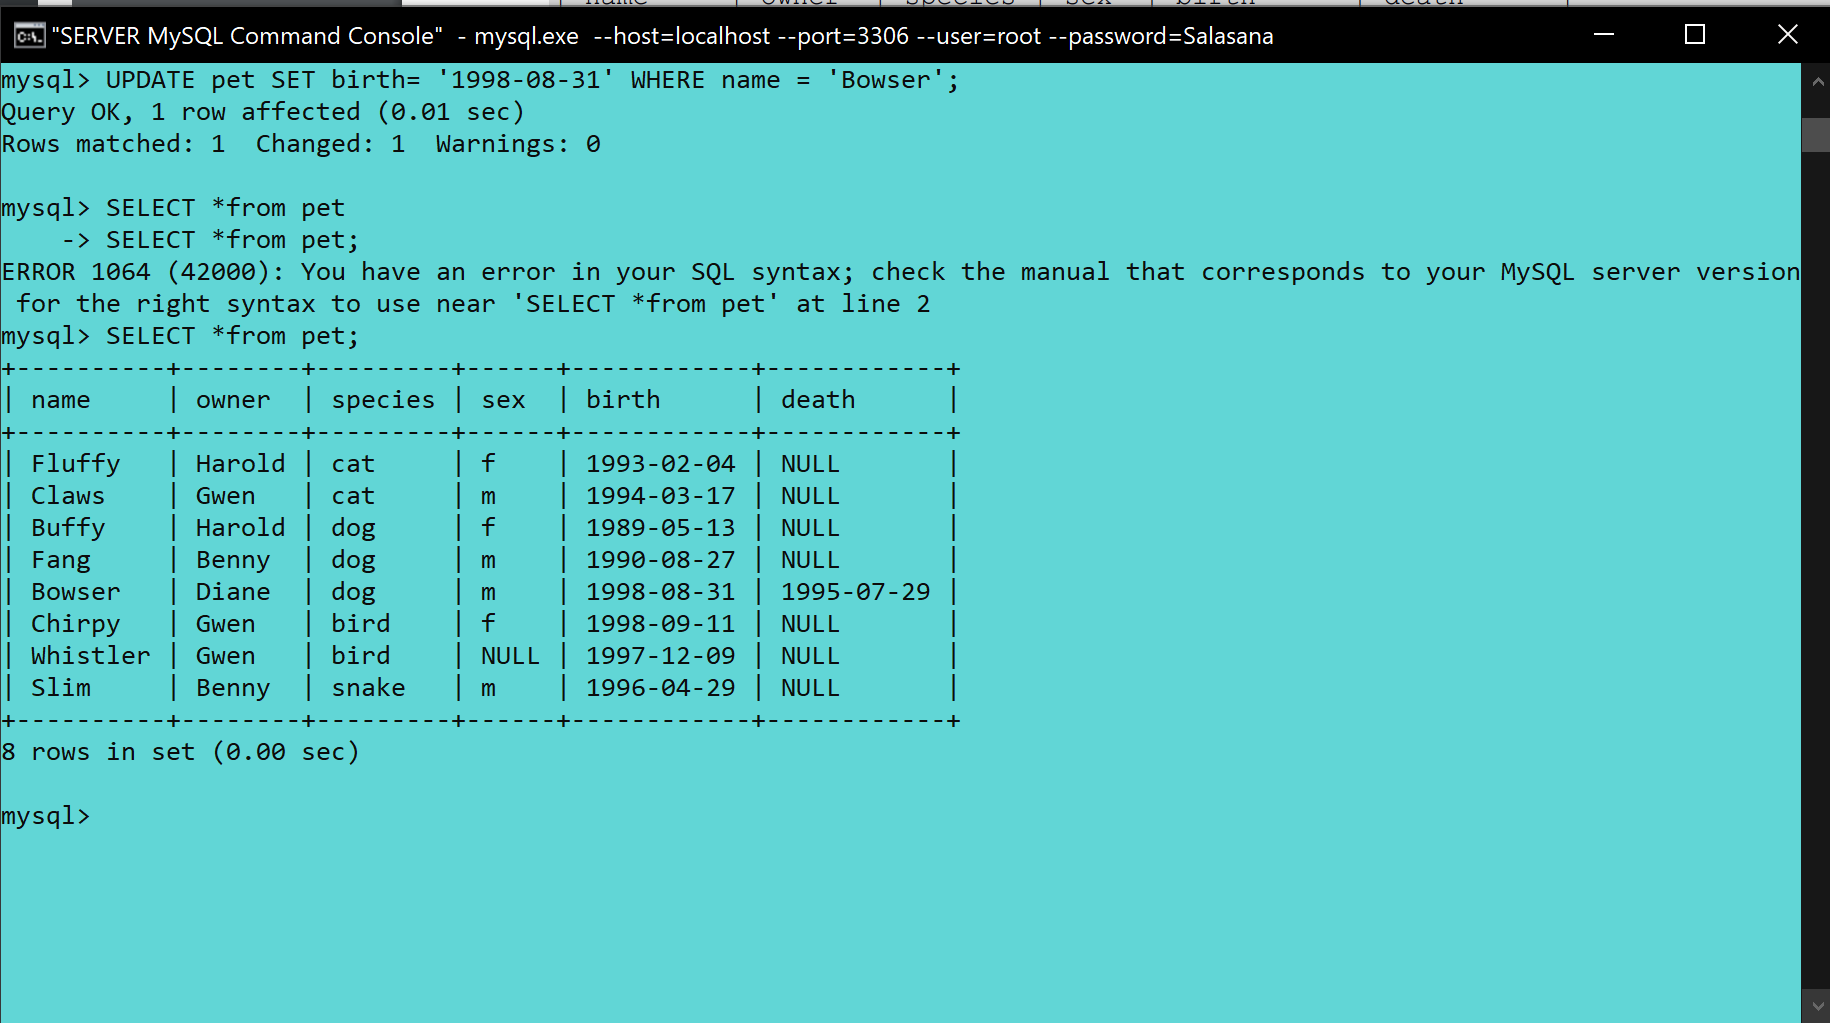 name | owner | species | sex | birth | death |
"SERVER MySQL Command Console" - mysql.exe --host=localhost --port=3306 --user=root --password=Salasana
mysql> UPDATE pet SET birth= '1998-08-31' WHERE name = 'Bowser';
Query OK, 1 row affected (0.01 sec)
Rows matched: 1  Changed: 1  Warnings: 0
mysql> SELECT *from pet
    -> SELECT *from pet;
ERROR 1064 (42000): You have an error in your SQL syntax; check the manual that corresponds to your MySQL server version
 for the right syntax to use near 'SELECT *from pet' at line 2
mysql> SELECT *from pet;
+----------+--------+---------+------+------------+------------+
| name     | owner  | species | sex  | birth      | death      |
+----------+--------+---------+------+------------+------------+
| Fluffy   | Harold | cat     | f    | 1993-02-04 | NULL       |
| Claws    | Gwen   | cat     | m    | 1994-03-17 | NULL       |
| Buffy    | Harold | dog     | f    | 1989-05-13 | NULL       |
| Fang     | Benny  | dog     | m    | 1990-08-27 | NULL       |
| Bowser   | Diane  | dog     | m    | 1998-08-31 | 1995-07-29 |
| Chirpy   | Gwen   | bird    | f    | 1998-09-11 | NULL       |
| Whistler | Gwen   | bird    | NULL | 1997-12-09 | NULL       |
| Slim     | Benny  | snake   | m    | 1996-04-29 | NULL       |
+----------+--------+---------+------+------------+------------+
8 rows in set (0.00 sec)
mysql>